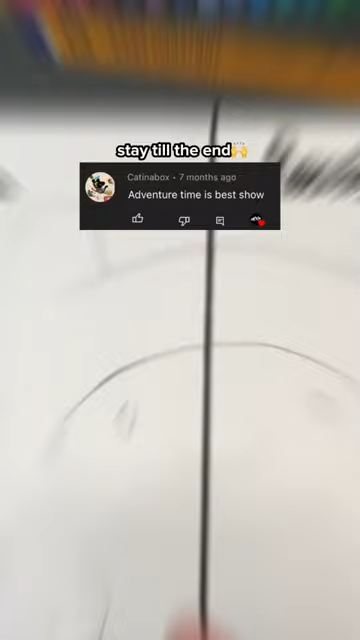 stay till the end🙌
Catinabox • 7 months ago
Adventure time is best show